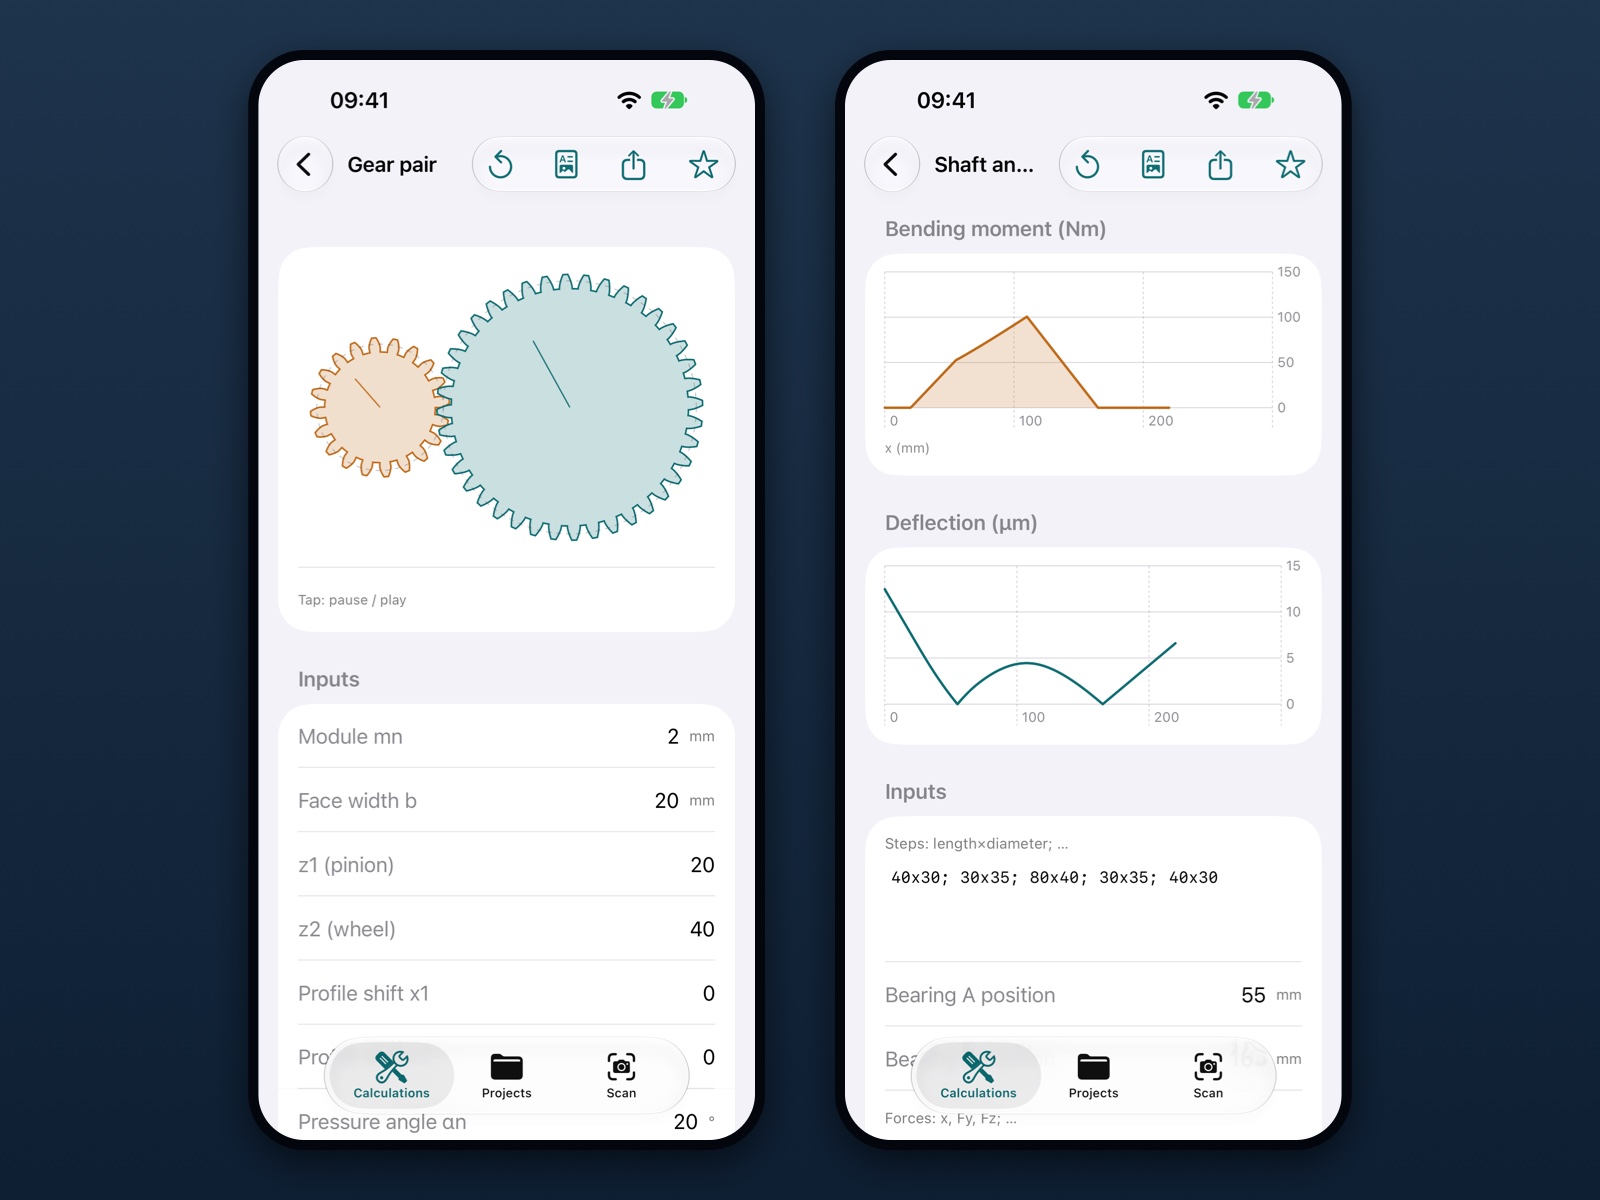 09:41
Gear pair
Tap: pause / play
Inputs
Module mn 2 mm
Face width b 20 mm
z1 (pinion) 20
z2 (wheel) 40
Profile shift x1 0
0
Calculations Projects Scan
Pressure angle αn 20 °
09:41
Shaft an...
Bending moment (Nm)
150
100
50
0
0 100 200
x (mm)
Deflection (µm)
15
10
5
0
0 100 200
Inputs
Steps: length×diameter; ...
40x30; 30x35; 80x40; 30x35; 40x30
Bearing A position 55 mm
165 mm
Calculations Projects Scan
Forces: x, Fy, Fz; ...